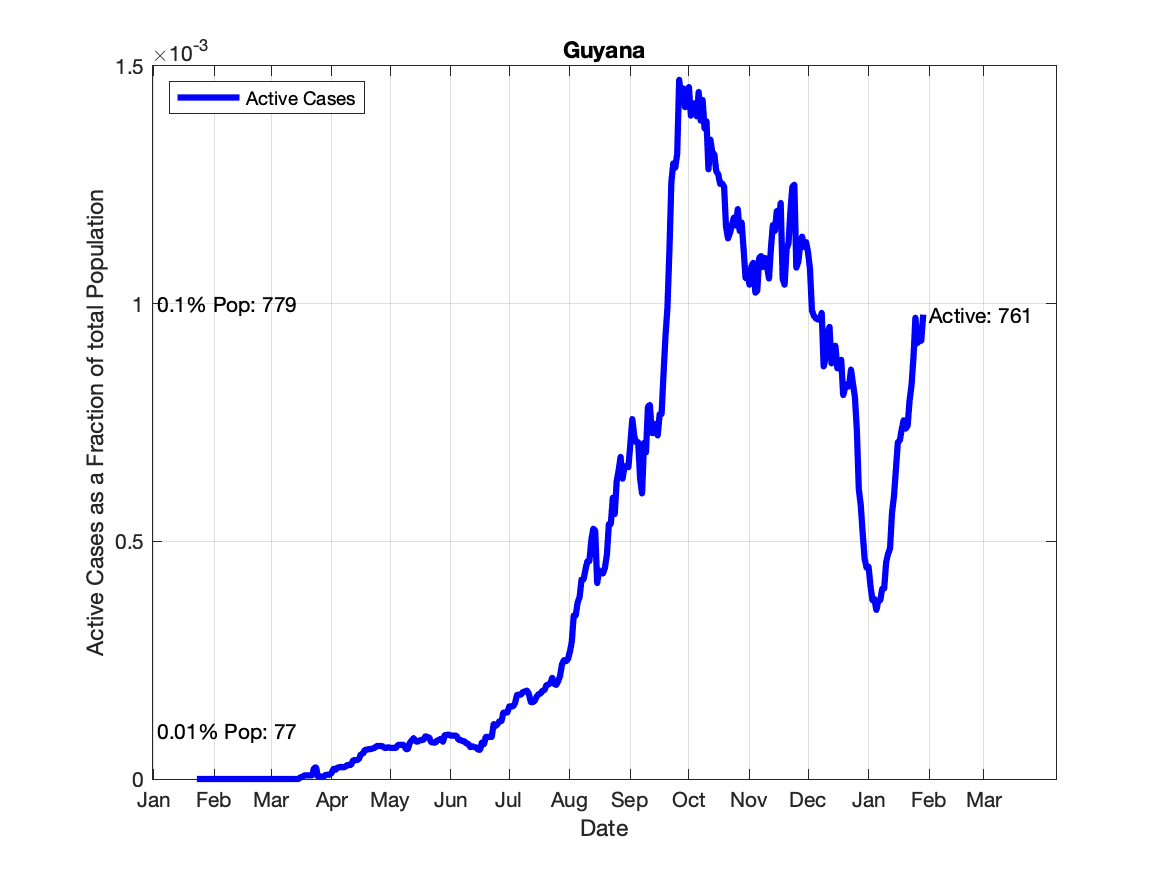 Guyana
×10-3
1.5
1
0.5
0
Active Cases
0.1% Pop: 779
Active: 761
0.01% Pop: 77
Active Cases as a Fraction of total Population
Jan Feb Mar Apr May Jun Jul Aug Sep Oct Nov Dec Jan Feb Mar
Date